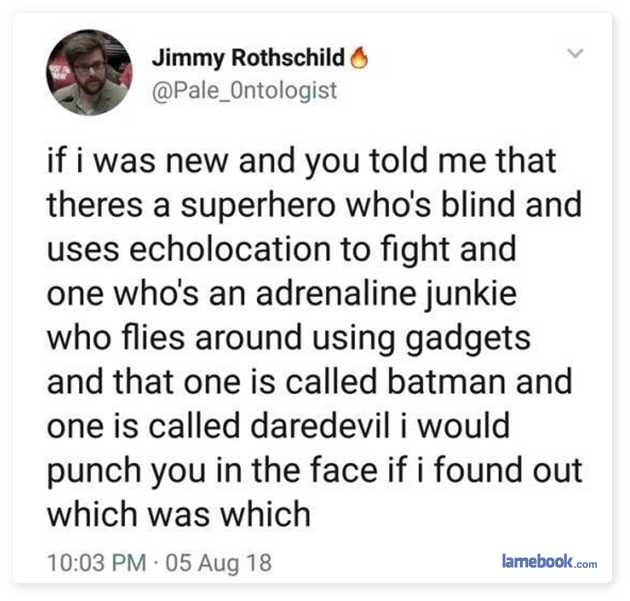 Jimmy Rothschild🔥
@Pale_0ntologist
if i was new and you told me that
theres a superhero who's blind and
uses echolocation to fight and
one who's an adrenaline junkie
who flies around using gadgets
and that one is called batman and
one is called daredevil i would
punch you in the face if i found out
which was which
10:03 PM · 05 Aug 18
lamebook.com